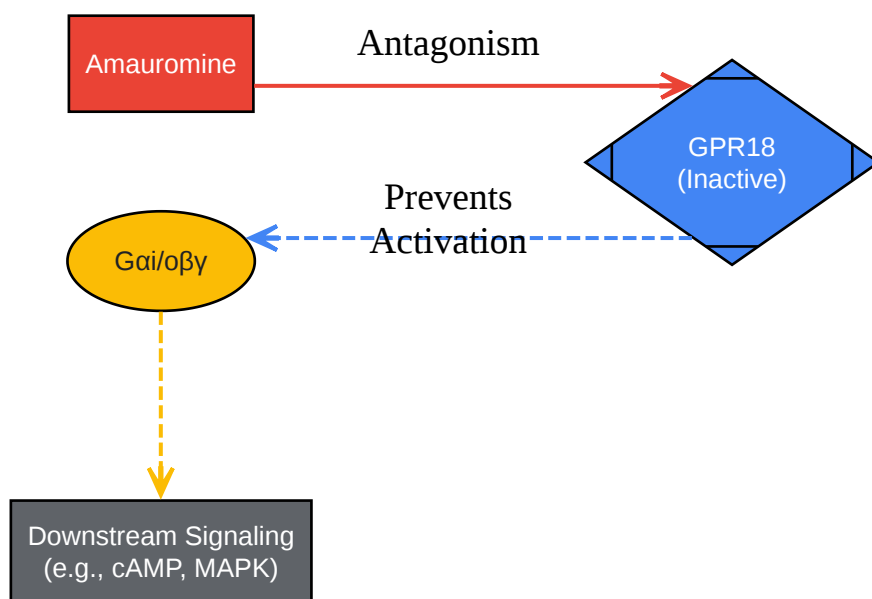 Antagonism
Amauromine
GPR18
(Inactive)
Prevents
Activation
Gαi/oβγ
Downstream Signaling
(e.g., cAMP, MAPK)